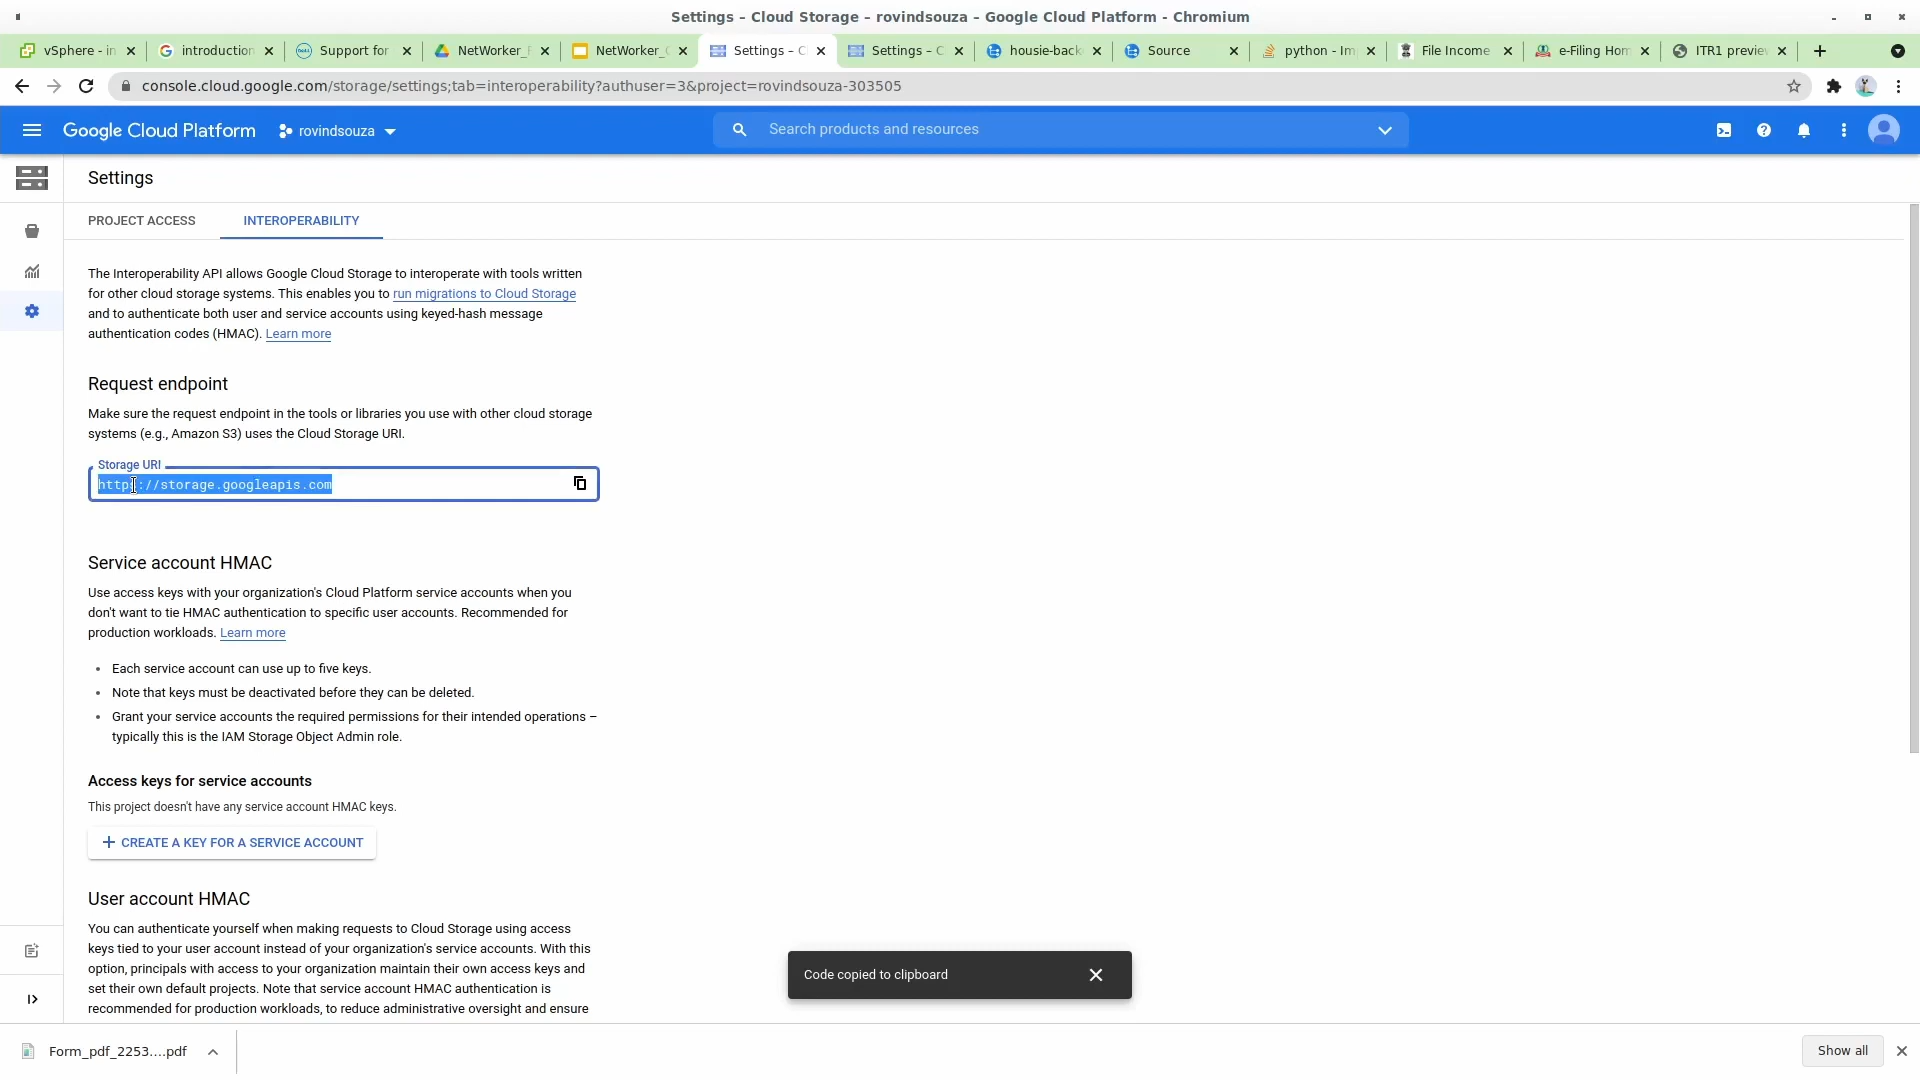 Settings – Cloud Storage – rovindsouza – Google Cloud Platform - Chromium
vSphere - in
introduction
Support for
NetWorker_
NetWorker_
Settings – C
Settings – C
housie-back
Source
python - Im
File Income
e-Filing Hom
ITR1 preview
console.cloud.google.com/storage/settings;tab=interoperability?authuser=3&project=rovindsouza-303505
Google Cloud Platform
rovindsouza
Search products and resources
Settings
PROJECT ACCESS
INTEROPERABILITY
The Interoperability API allows Google Cloud Storage to interoperate with tools written
for other cloud storage systems. This enables you to run migrations to Cloud Storage
and to authenticate both user and service accounts using keyed-hash message
authentication codes (HMAC). Learn more
Request endpoint
Make sure the request endpoint in the tools or libraries you use with other cloud storage
systems (e.g., Amazon S3) uses the Cloud Storage URI.
Storage URI
https://storage.googleapis.com
Service account HMAC
Use access keys with your organization's Cloud Platform service accounts when you
don't want to tie HMAC authentication to specific user accounts. Recommended for
production workloads. Learn more
• Each service account can use up to five keys.
• Note that keys must be deactivated before they can be deleted.
• Grant your service accounts the required permissions for their intended operations –
typically this is the IAM Storage Object Admin role.
Access keys for service accounts
This project doesn't have any service account HMAC keys.
+ CREATE A KEY FOR A SERVICE ACCOUNT
User account HMAC
You can authenticate yourself when making requests to Cloud Storage using access
keys tied to your user account instead of your organization's service accounts. With this
option, principals with access to your organization maintain their own access keys and
set their own default projects. Note that service account HMAC authentication is
recommended for production workloads, to reduce administrative oversight and ensure
Code copied to clipboard
Form_pdf_2253....pdf
Show all